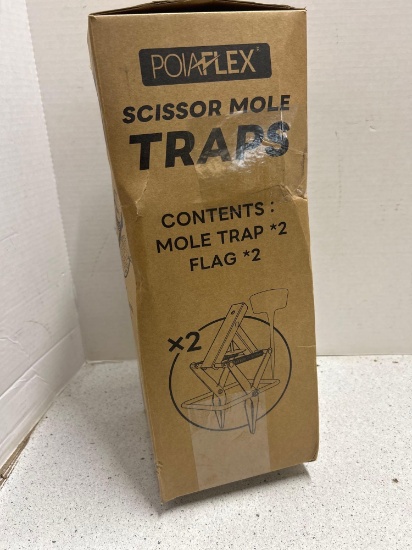 POIAFLEX
SCISSOR MOLE
TRAPS
CONTENTS :
MOLE TRAP *2
FLAG *2
×2